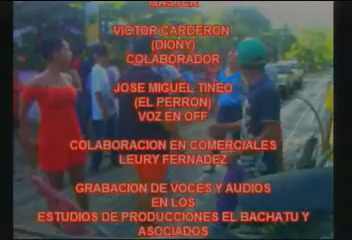 MASTER
VICTOR CARDERON
(DIONY)
COLABORADOR
JOSE MIGUEL TINEO
(EL PERRON)
VOZ EN OFF
COLABORACION EN COMERCIALES
LEURY FERNADEZ
GRABACION DE VOCES Y AUDIOS
EN LOS
ESTUDIOS DE PRODUCCIONES EL BACHATU Y
ASOCIADOS